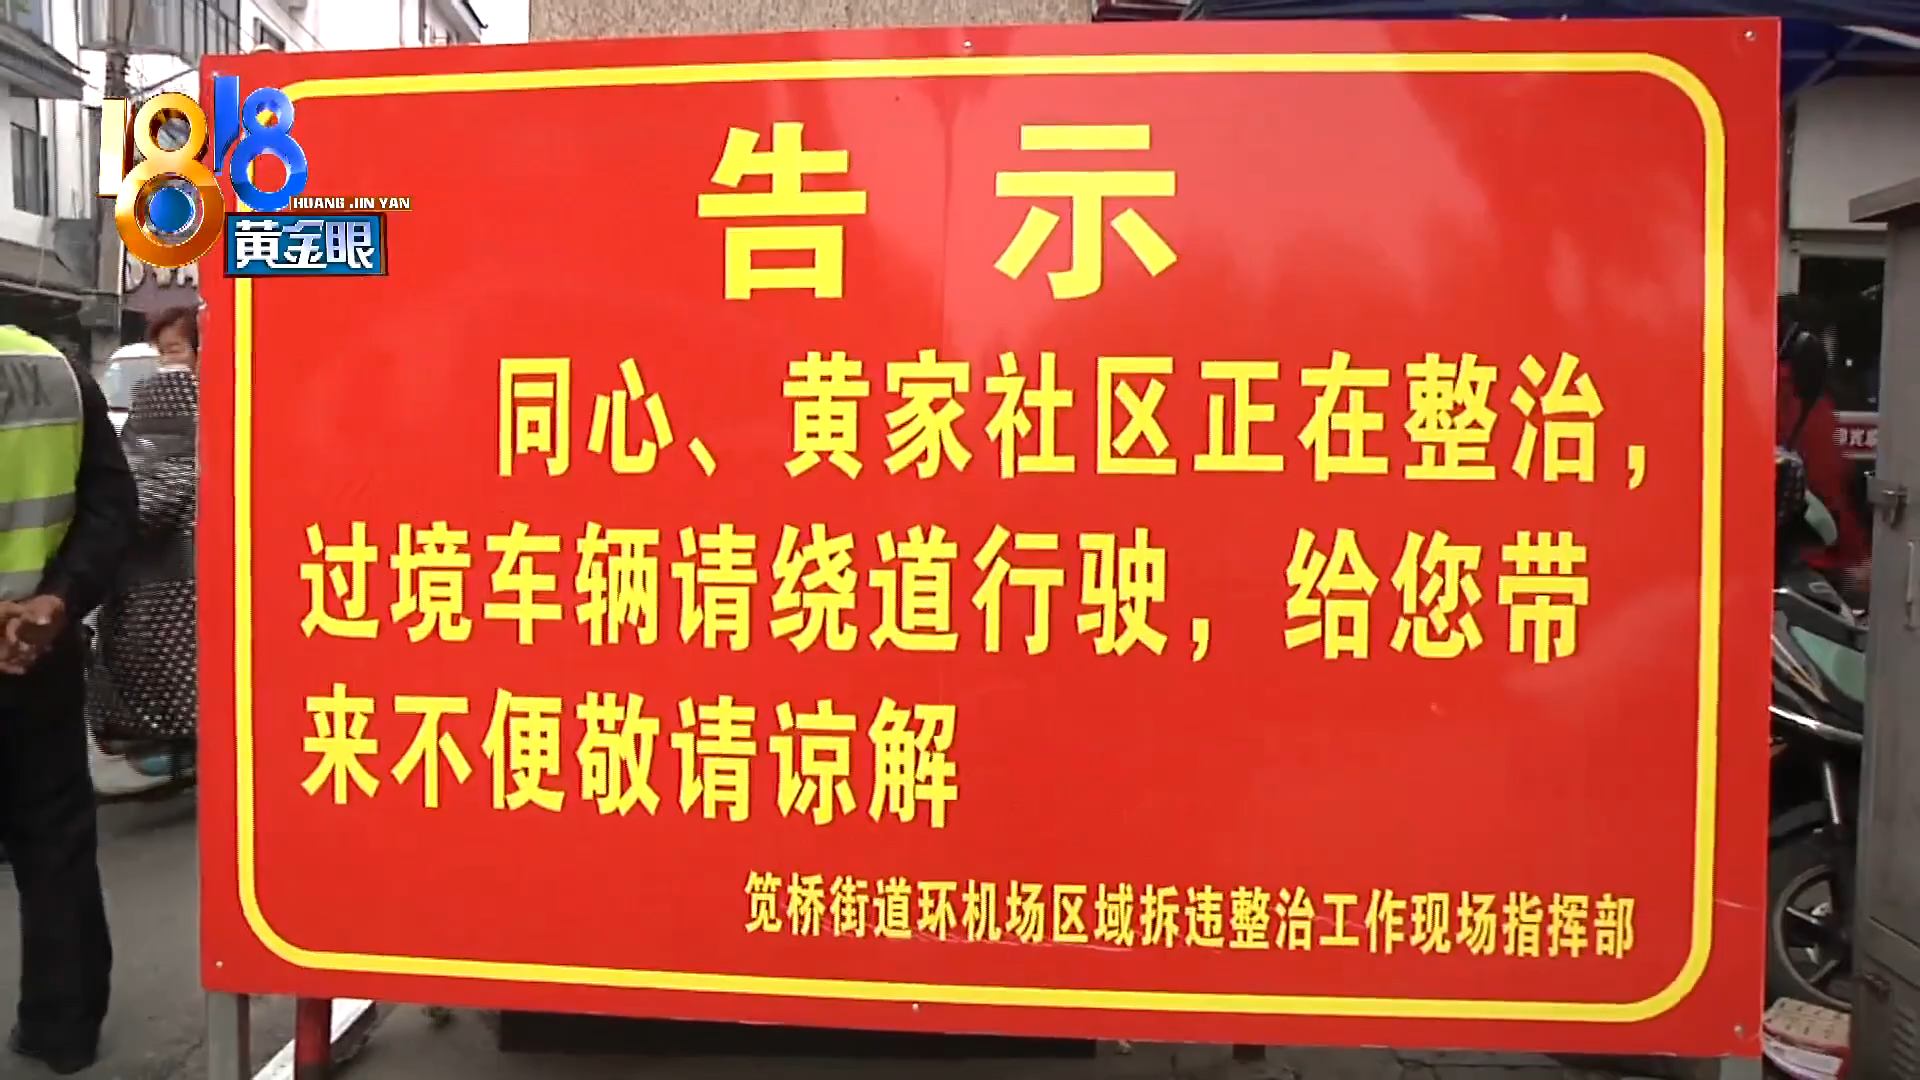 1818
HUANG JIN YAN
黄金眼
告示
同心、黄家社区正在整治，
过境车辆请绕道行驶，给您带
来不便敬请谅解
笕桥街道环机场区域拆违整治工作现场指挥部